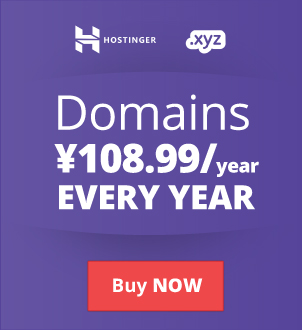 HOSTINGER .xyz
Domains
¥108.99/year
EVERY YEAR
Buy NOW